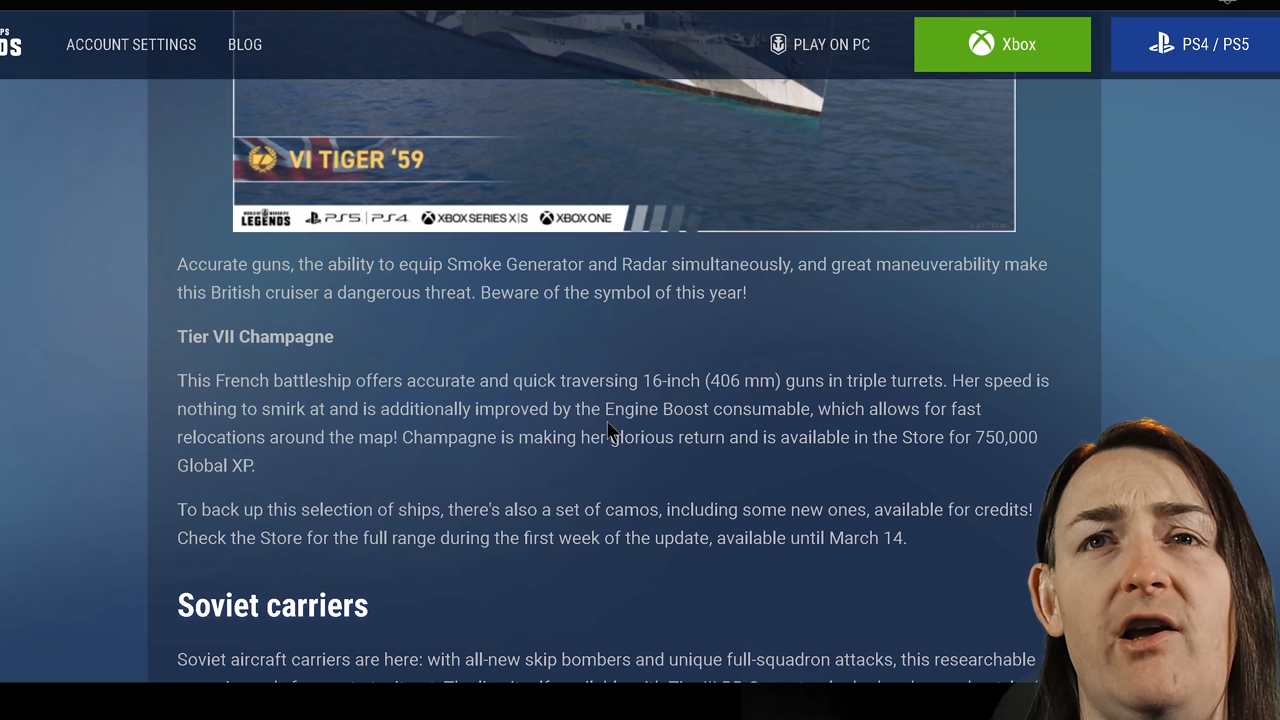 PS
DS
ACCOUNT SETTINGS
BLOG
PLAY ON PC
Xbox
PS4 / PS5
VI TIGER ‘59
LEGENDS
PS5 | PS4
XBOX SERIES X|S
XBOX ONE
Accurate guns, the ability to equip Smoke Generator and Radar simultaneously, and great maneuverability make
this British cruiser a dangerous threat. Beware of the symbol of this year!
Tier VII Champagne
This French battleship offers accurate and quick traversing 16-inch (406 mm) guns in triple turrets. Her speed is
nothing to smirk at and is additionally improved by the Engine Boost consumable, which allows for fast
relocations around the map! Champagne is making her glorious return and is available in the Store for 750,000
Global XP.
To back up this selection of ships, there's also a set of camos, including some new ones, available for credits!
Check the Store for the full range during the first week of the update, available until March 14.
Soviet carriers
Soviet aircraft carriers are here: with all-new skip bombers and unique full-squadron attacks, this researchable